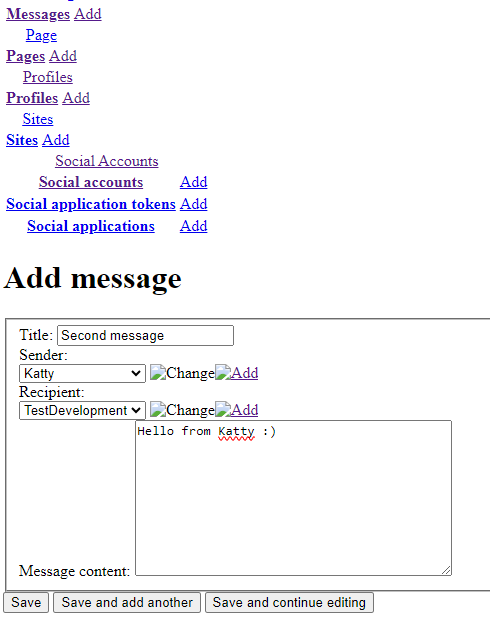 Messages Add
Page
Pages Add
Profiles
Profiles Add
Sites
Sites Add
Social Accounts
Social accounts Add
Social application tokens Add
Social applications Add
Add message
Title: Second message
Sender:
Katty Change Add
Recipient:
TestDevelopment Change Add
Hello from Katty :)
Message content:
Save Save and add another Save and continue editing